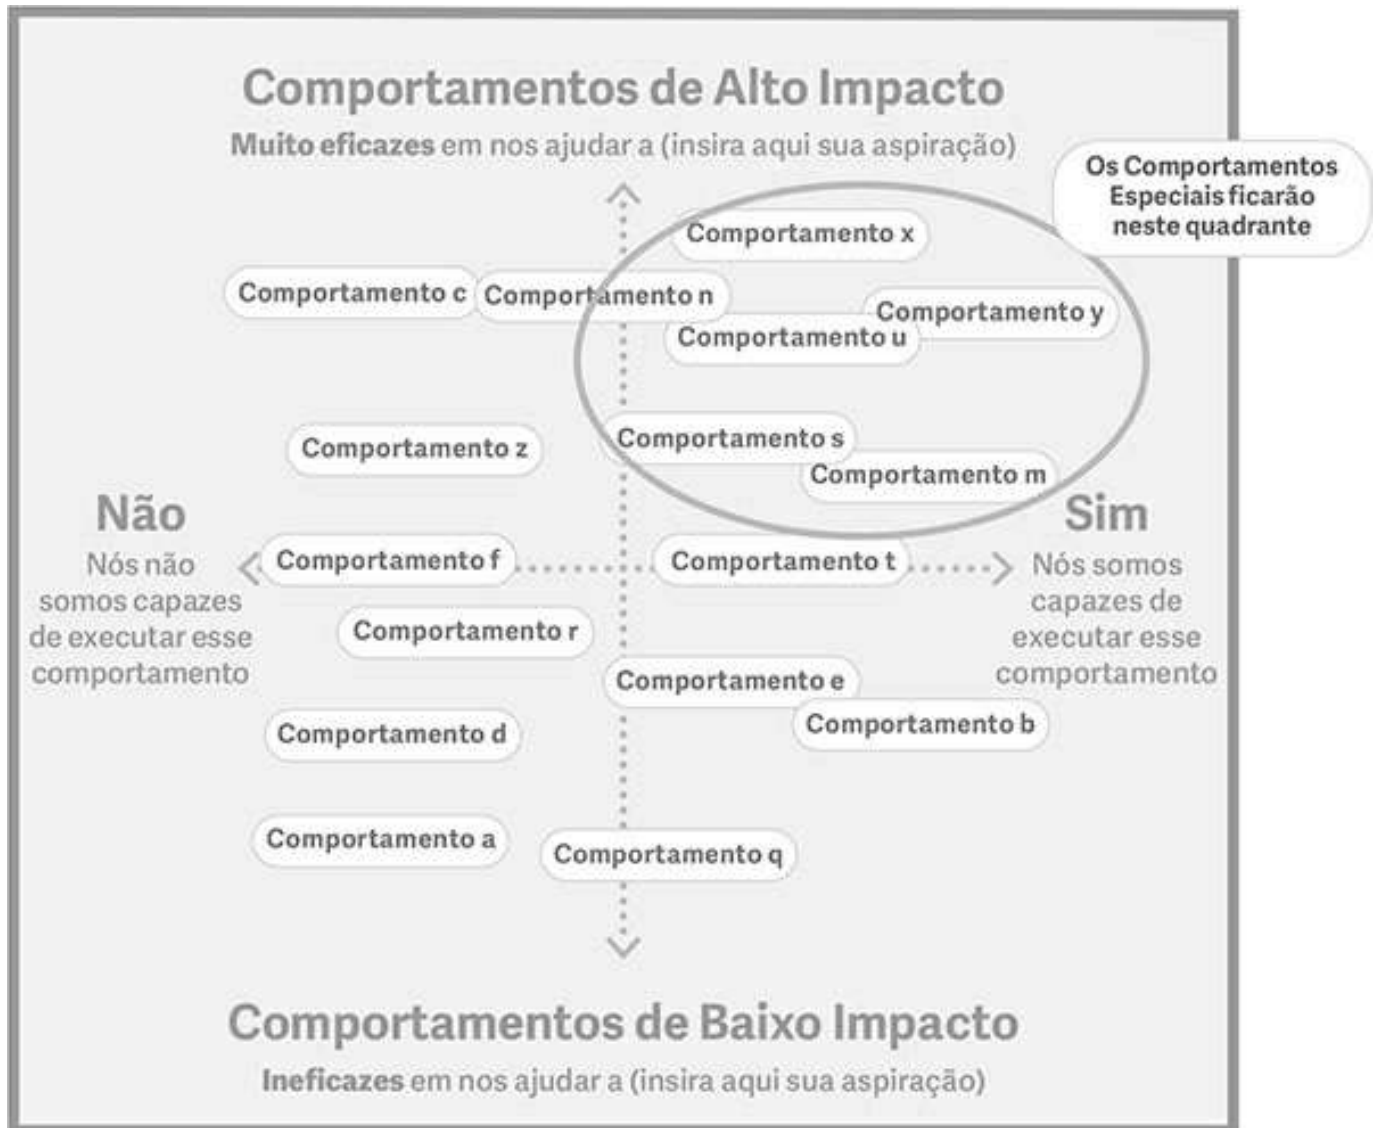 Comportamentos de Alto Impacto
Muito eficazes em nos ajudar a (insira aqui sua aspiração)
Os Comportamentos
Especiais ficarão
neste quadrante
Comportamento x
Comportamento c
Comportamento n
Comportamento y
Comportamento u
Comportamento s
Comportamento z
Comportamento m
Não
Nós não
somos capazes
de executar esse
comportamento
Sim
Nós somos
capazes de
executar esse
comportamento
Comportamento f
Comportamento t
Comportamento r
Comportamento e
Comportamento b
Comportamento d
Comportamento a
Comportamento q
Comportamentos de Baixo Impacto
Ineficazes em nos ajudar a (insira aqui sua aspiração)